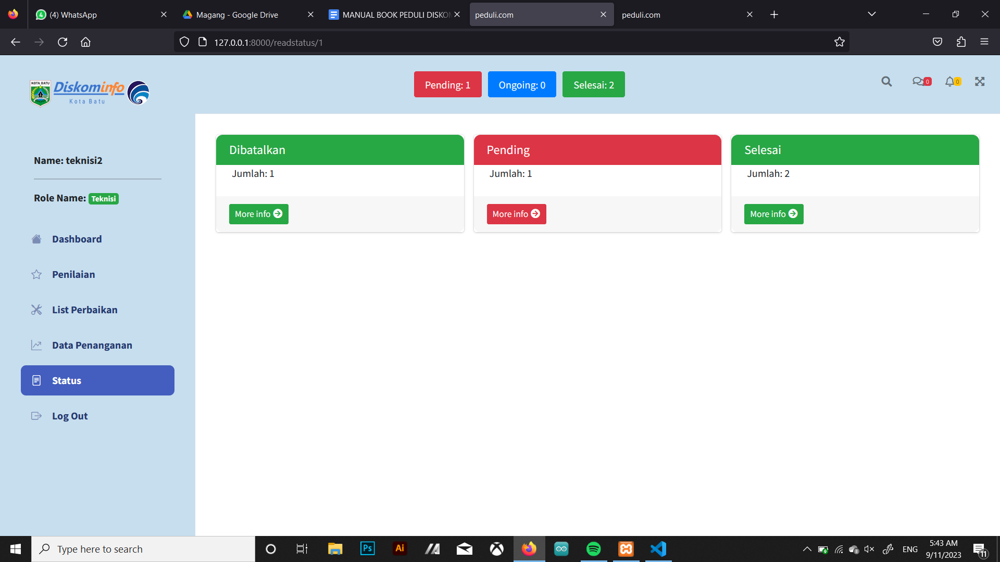 (4) WhatsApp
Magang - Google Drive
MANUAL BOOK PEDULI DISKOM
peduli.com
peduli.com
127.0.0.1:8000/readstatus/1
KOTA BATU
Diskominfo
Kota Batu
Pending: 1
Ongoing: 0
Selesai: 2
0
0
Name: teknisi2
Role Name: Teknisi
Dashboard
Penilaian
List Perbaikan
Data Penanganan
Status
Log Out
Dibatalkan
Jumlah: 1
More info
Pending
Jumlah: 1
More info
Selesai
Jumlah: 2
More info
Type here to search
Ps
Ai
ENG
5:43 AM
9/11/2023
11